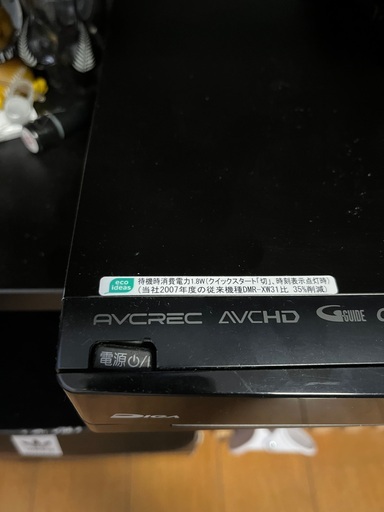 eco ideas
待機時消費電力1.8W(クイックスタート「切」、時刻表示点灯時)
(当社2007年度の従来機種DMR-XW31比 35%削減)
AVCREC AVCHD G GUIDE
電源⏻/I
DIGA